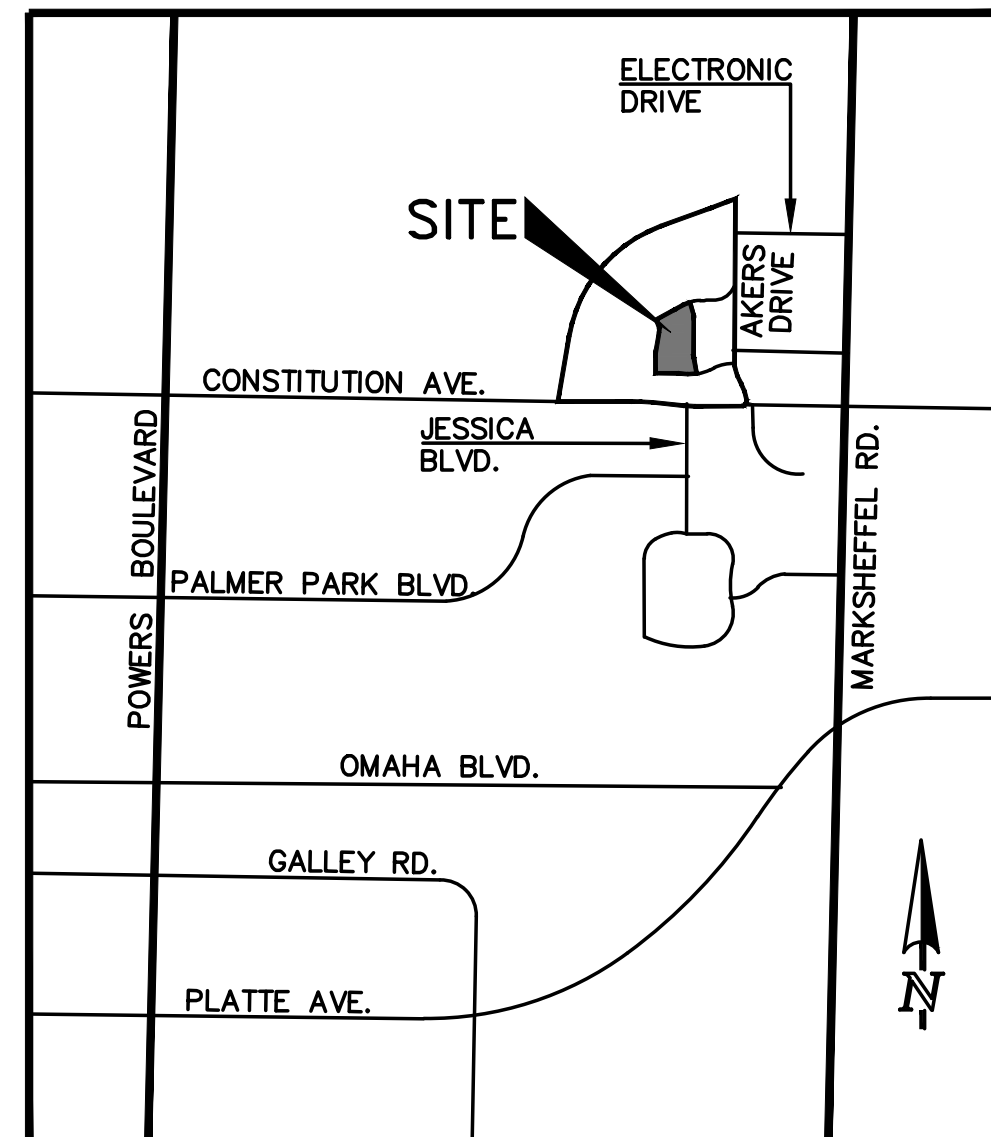 ELECTRONIC
DRIVE
SITE
AKERS
DRIVE
CONSTITUTION AVE.
JESSICA
BLVD.
POWERS BOULEVARD
MARKSHEFFEL RD.
PALMER PARK BLVD.
OMAHA BLVD.
GALLEY RD.
PLATTE AVE.
N